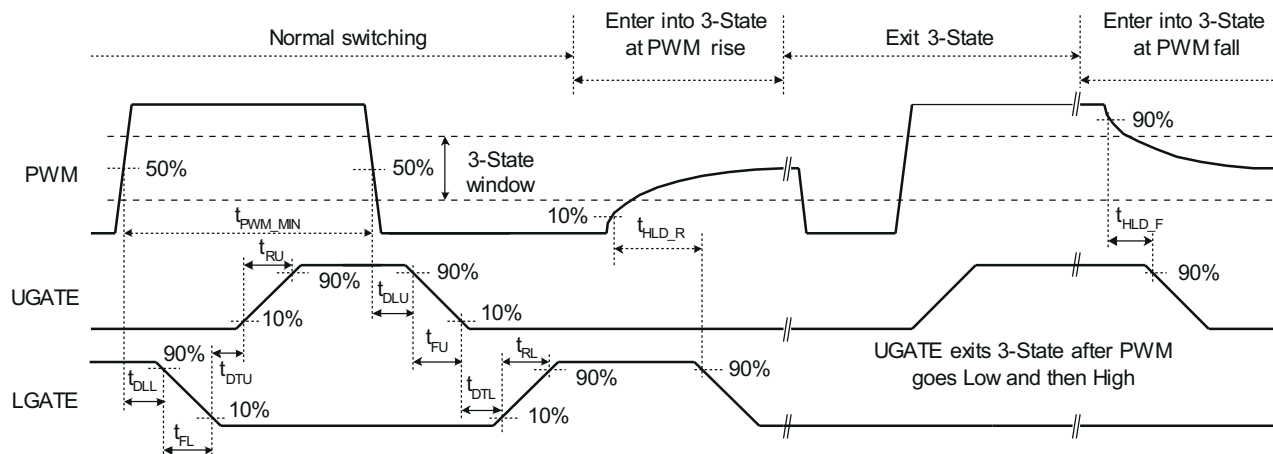 Normal switching
Enter into 3-State
at PWM rise
Exit 3-State
Enter into 3-State
at PWM fall
PWM
50%
50%
3-State
window
10%
90%
tPWM_MIN
tHLD_R
tHLD_F
tRU
90%
90%
90%
UGATE
tDLU
10%
10%
tFU
tRL
90%
tDTU
tDLL
90%
90%
UGATE exits 3-State after PWM
goes Low and then High
LGATE
tDTL
10%
10%
tFL